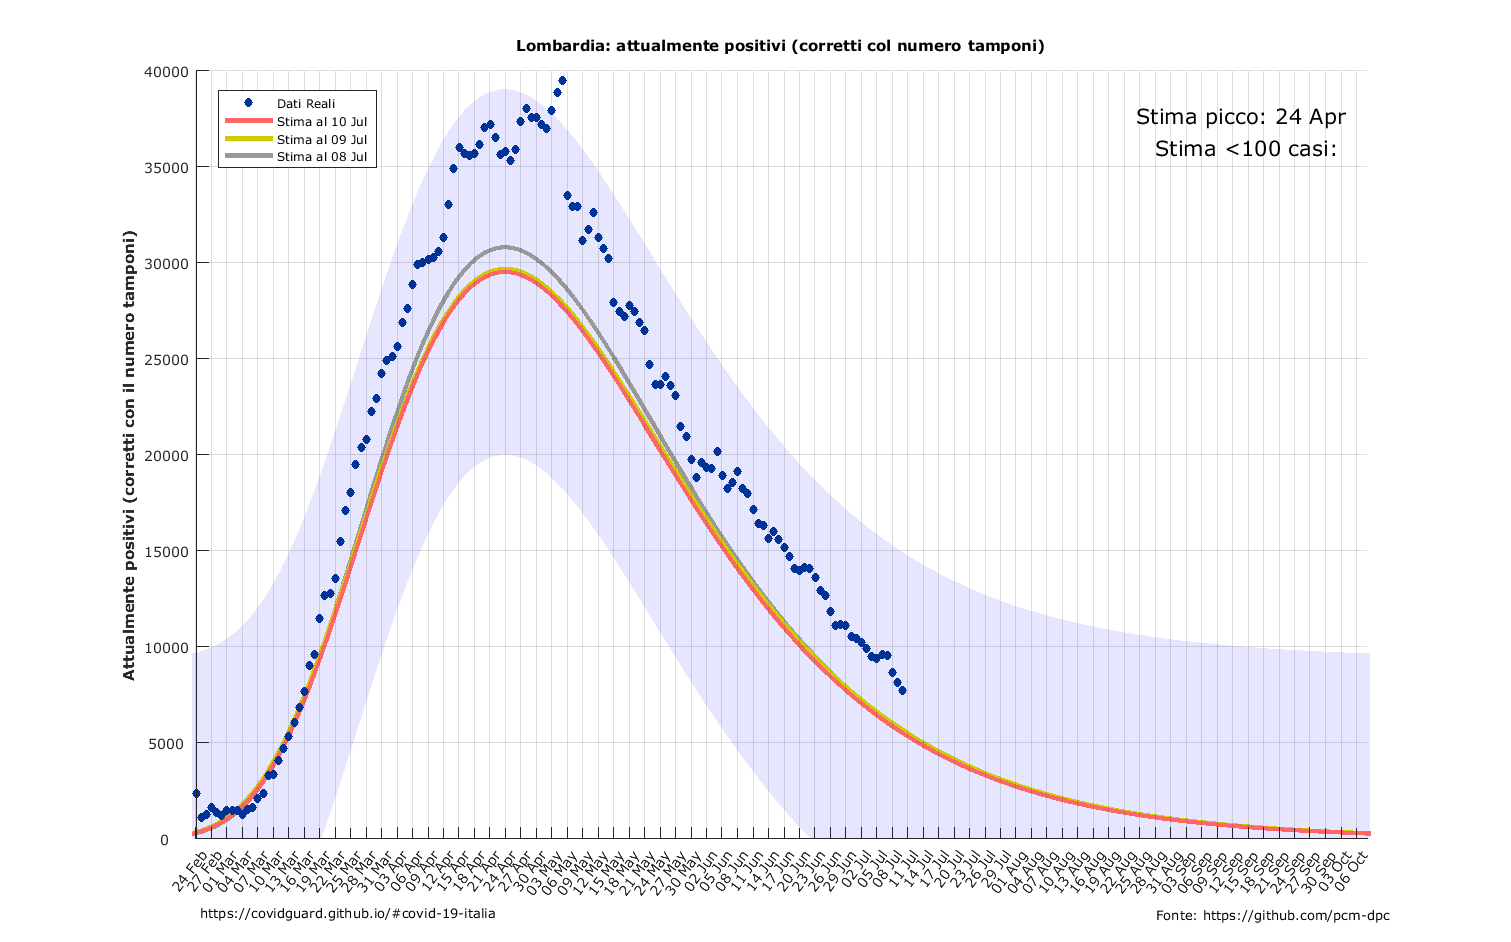 Lombardia: attualmente positivi (corretti col numero tamponi)
Attualmente positivi (corretti con il numero tamponi)
40000
35000
30000
25000
20000
15000
10000
5000
0
Dati Reali
Stima al 10 Jul
Stima al 09 Jul
Stima al 08 Jul
Stima picco: 24 Apr
Stima <100 casi:
24 Feb
27 Feb
01 Mar
04 Mar
07 Mar
10 Mar
13 Mar
16 Mar
19 Mar
22 Mar
25 Mar
28 Mar
31 Mar
03 Apr
06 Apr
09 Apr
12 Apr
15 Apr
18 Apr
21 Apr
24 Apr
27 Apr
30 Apr
03 May
06 May
09 May
12 May
15 May
18 May
21 May
24 May
27 May
30 May
02 Jun
05 Jun
08 Jun
11 Jun
14 Jun
17 Jun
20 Jun
23 Jun
26 Jun
29 Jun
02 Jul
05 Jul
08 Jul
11 Jul
14 Jul
17 Jul
20 Jul
23 Jul
26 Jul
29 Jul
01 Aug
04 Aug
07 Aug
10 Aug
13 Aug
16 Aug
19 Aug
22 Aug
25 Aug
28 Aug
31 Aug
03 Sep
06 Sep
09 Sep
12 Sep
15 Sep
18 Sep
21 Sep
24 Sep
27 Sep
30 Sep
03 Oct
06 Oct
https://covidguard.github.io/#covid-19-italia
Fonte: https://github.com/pcm-dpc